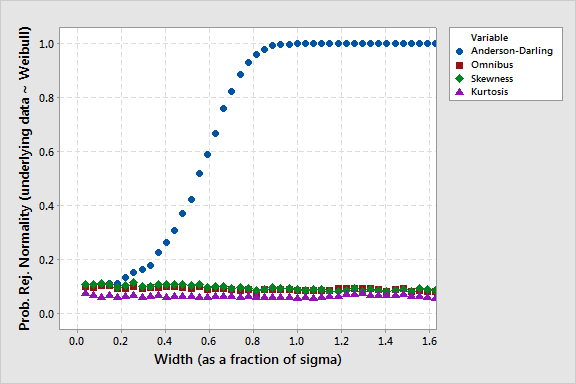 Variable
Anderson-Darling
Omnibus
Skewness
Kurtosis
Prob.Rej. Normality (underlying data ~ Weibull)
1.0
0.8
0.6
0.4
0.2
0.0
0.0 0.2 0.4 0.6 0.8 1.0 1.2 1.4 1.6
Width (as a fraction of sigma)